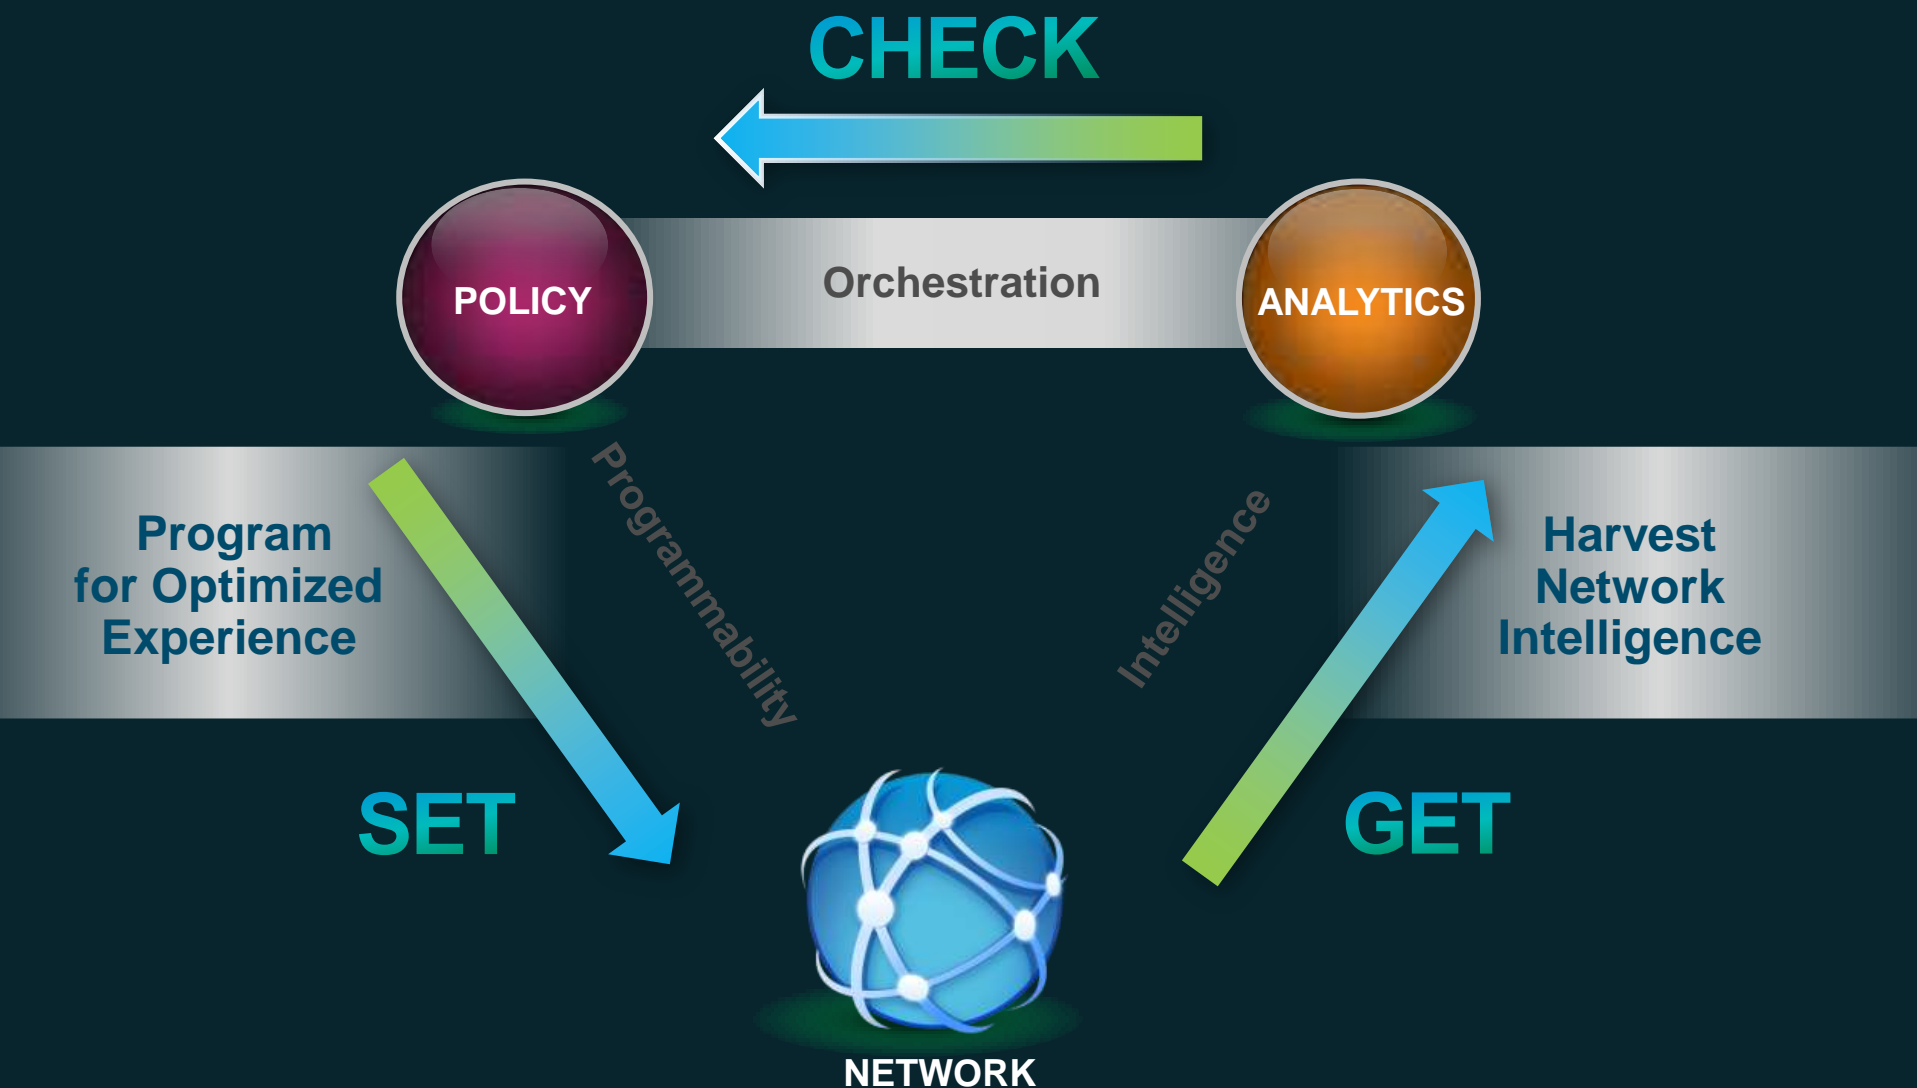 CHECK
Orchestration
POLICY
ANALYTICS
Programmability
Intelligence
Program
for Optimized
Experience
Harvest
Network
Intelligence
SET
GET
NETWORK